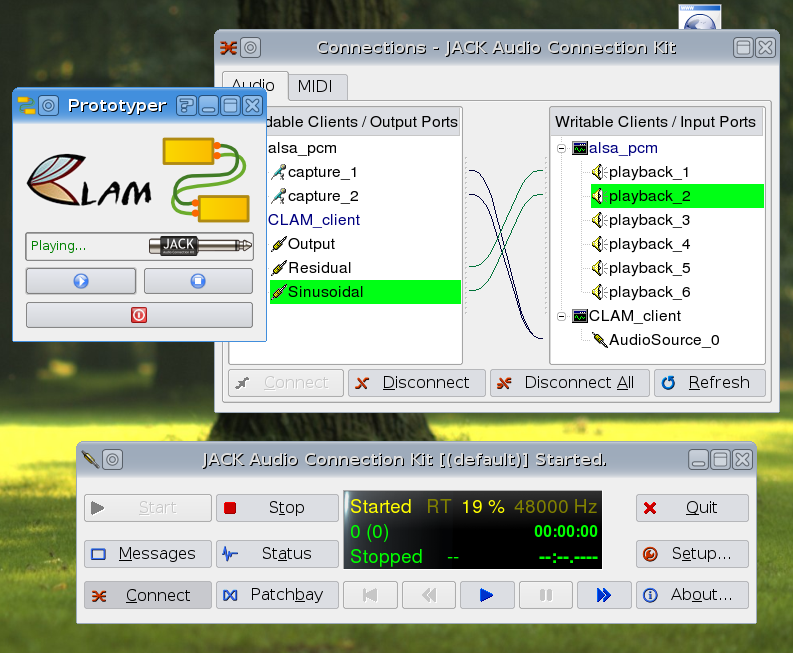 www
Connections - JACK Audio Connection Kit
Audio
MIDI
dable Clients / Output Ports
alsa_pcm
capture_1
capture_2
CLAM_client
Output
Residual
Sinusoidal
Writable Clients / Input Ports
alsa_pcm
playback_1
playback_2
playback_3
playback_4
playback_5
playback_6
CLAM_client
AudioSource_0
Connect
Disconnect
Disconnect All
Refresh
Prototyper
CLAM
Playing...
JACK
JACK Audio Connection Kit [(default)] Started.
Start
Stop
Started RT 19 % 48000 Hz
0 (0) 00:00:00
Stopped -- --:--.----
Quit
Messages
Status
Setup...
Connect
Patchbay
About...